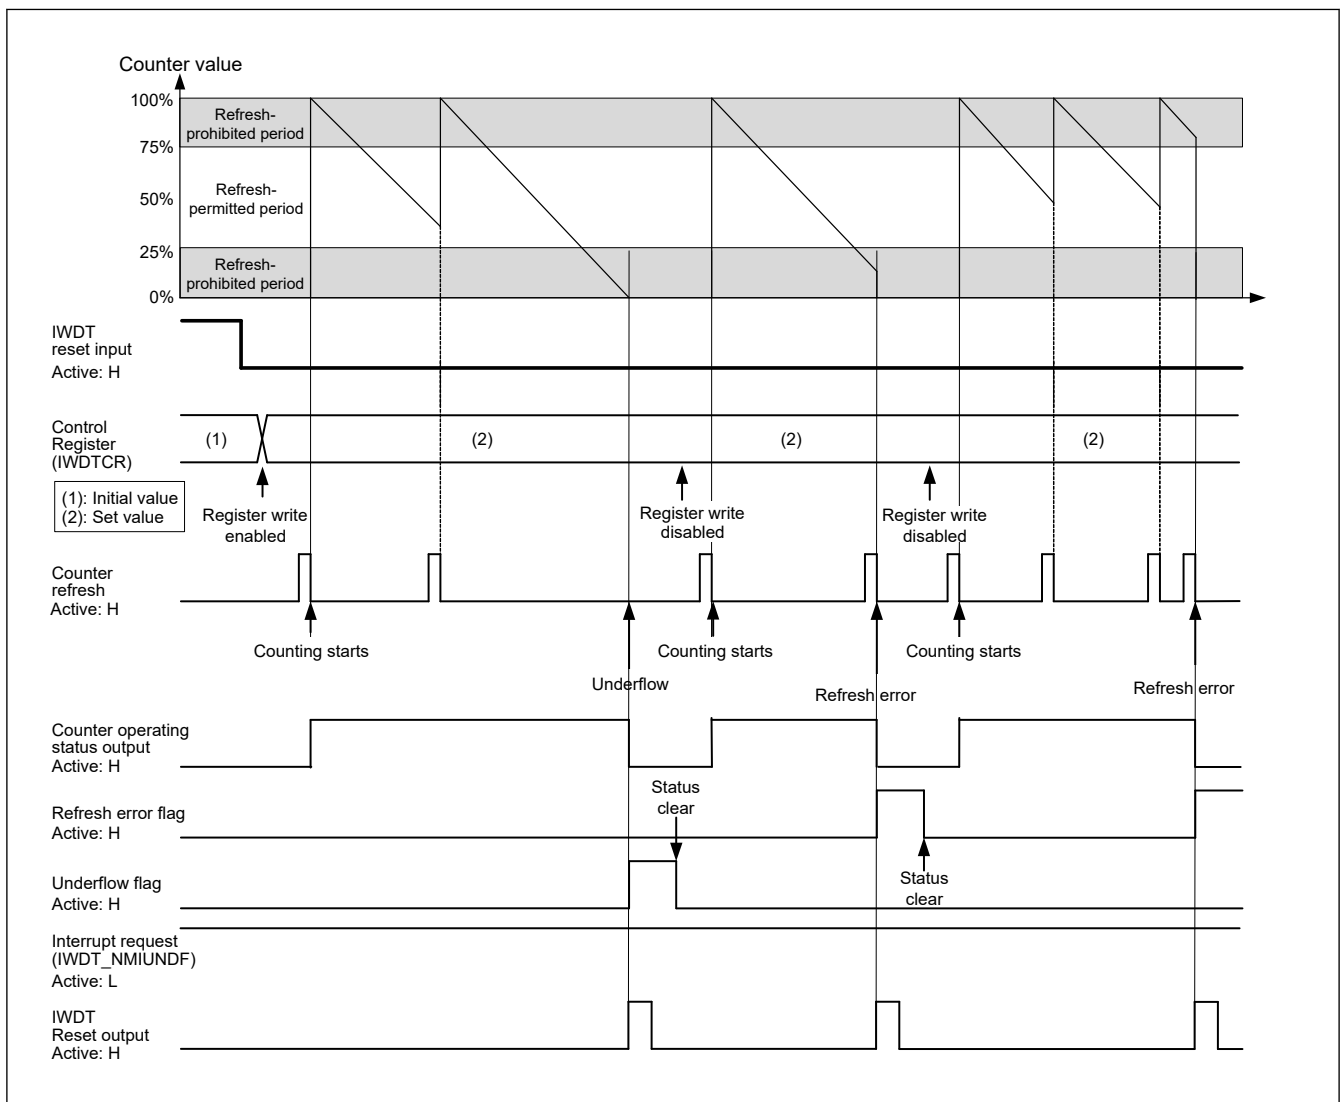 Counter value
100%
Refresh-
prohibited period
75%
Refresh-
50%
permitted period
25%
Refresh-
prohibited period
0%
IWDT
reset input
Active: H
Control
Register
(IWDTCR)
(1)
(2)
(2)
(2)
(1): Initial value
(2): Set value
Register write
enabled
Register write
disabled
Register write
disabled
Counter
refresh
Active: H
Counting starts
Counting starts
Counting starts
Underflow
Refresh error
Refresh error
Counter operating
status output
Active: H
Status
clear
Refresh error flag
Active: H
Status
clear
Underflow flag
Active: H
Interrupt request
(IWDT_NMIUNDF)
Active: L
IWDT
Reset output
Active: H